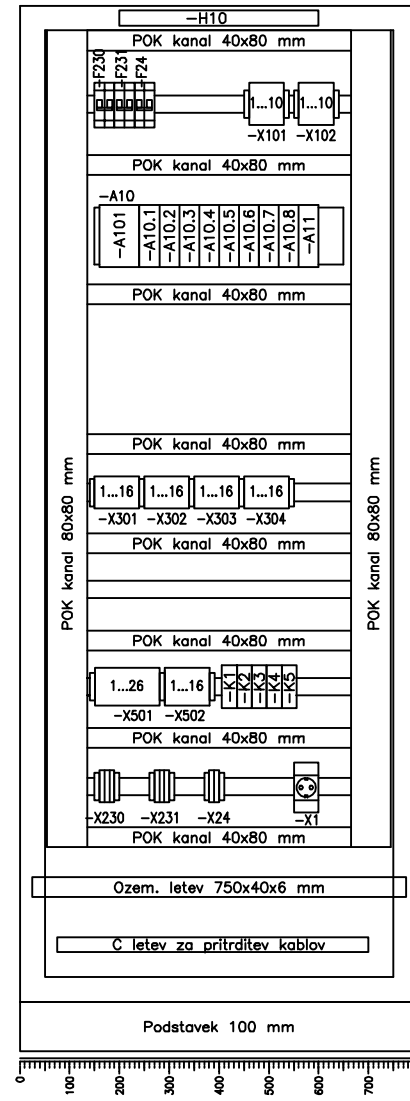 -H10
POK kanal 40x80 mm
-F230
-F231
-F24
1...10
1...10
-X101
-X102
POK kanal 40x80 mm
-A10
-A101
-A10.1
-A10.2
-A10.3
-A10.4
-A10.5
-A10.6
-A10.7
-A10.8
-A11
POK kanal 40x80 mm
POK kanal 40x80 mm
POK kanal 80x80 mm
POK kanal 80x80 mm
1...16
1...16
1...16
1...16
-X301
-X302
-X303
-X304
POK kanal 40x80 mm
POK kanal 40x80 mm
1...26
1...16
-K1
-K2
-K3
-K4
-K5
-X501
-X502
POK kanal 40x80 mm
-X230
-X231
-X24
-X1
POK kanal 40x80 mm
Ozem. letev 750x40x6 mm
C letev za pritrditev kablov
Podstavek 100 mm
0
100
200
300
400
500
600
700